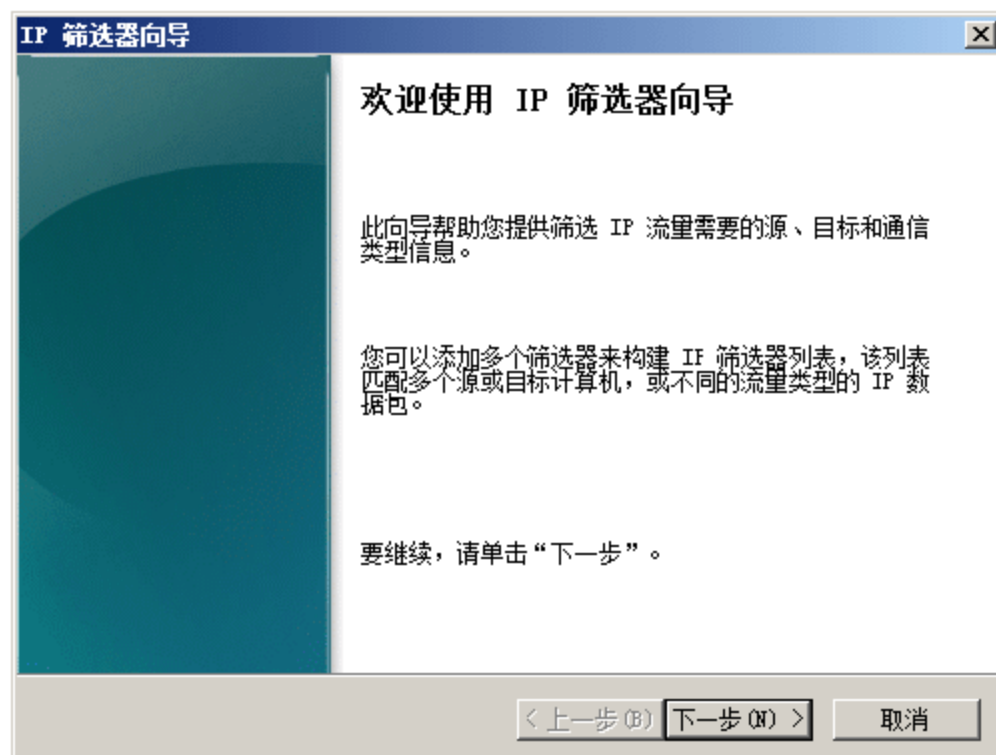 IP 筛选器向导
欢迎使用 IP 筛选器向导
此向导帮助您提供筛选 IP 流量需要的源、目标和通信
类型信息。
您可以添加多个筛选器来构建 IP 筛选器列表，该列表
匹配多个源或目标计算机，或不同的流量类型的 IP 数
据包。
要继续，请单击“下一步”。
< 上一步(B) 下一步(N) > 取消